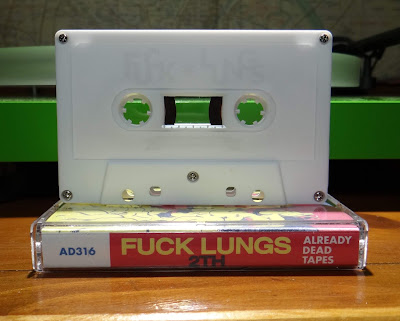 AD316
FUCK LUNGS
2TH
ALREADY
DEAD
TAPES